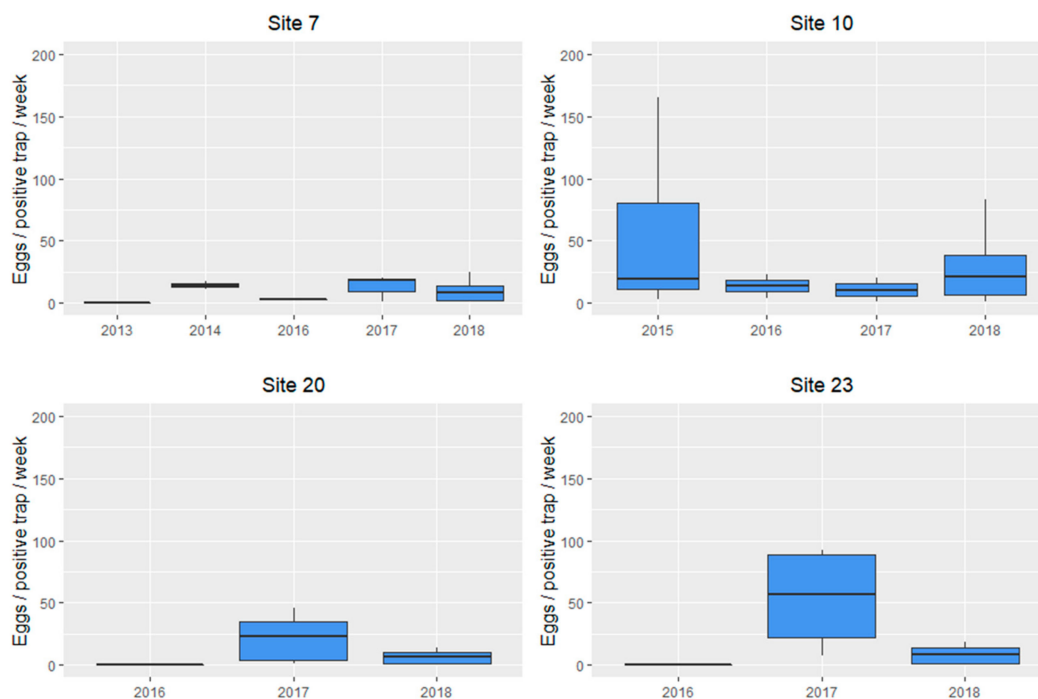 Site 7
Eggs / positive trap / week
200
150
100
50
0
2013 2014 2016 2017 2018
Site 10
Eggs / positive trap / week
200
150
100
50
0
2015 2016 2017 2018
Site 20
Eggs / positive trap / week
200
150
100
50
0
2016 2017 2018
Site 23
Eggs / positive trap / week
200
150
100
50
0
2016 2017 2018